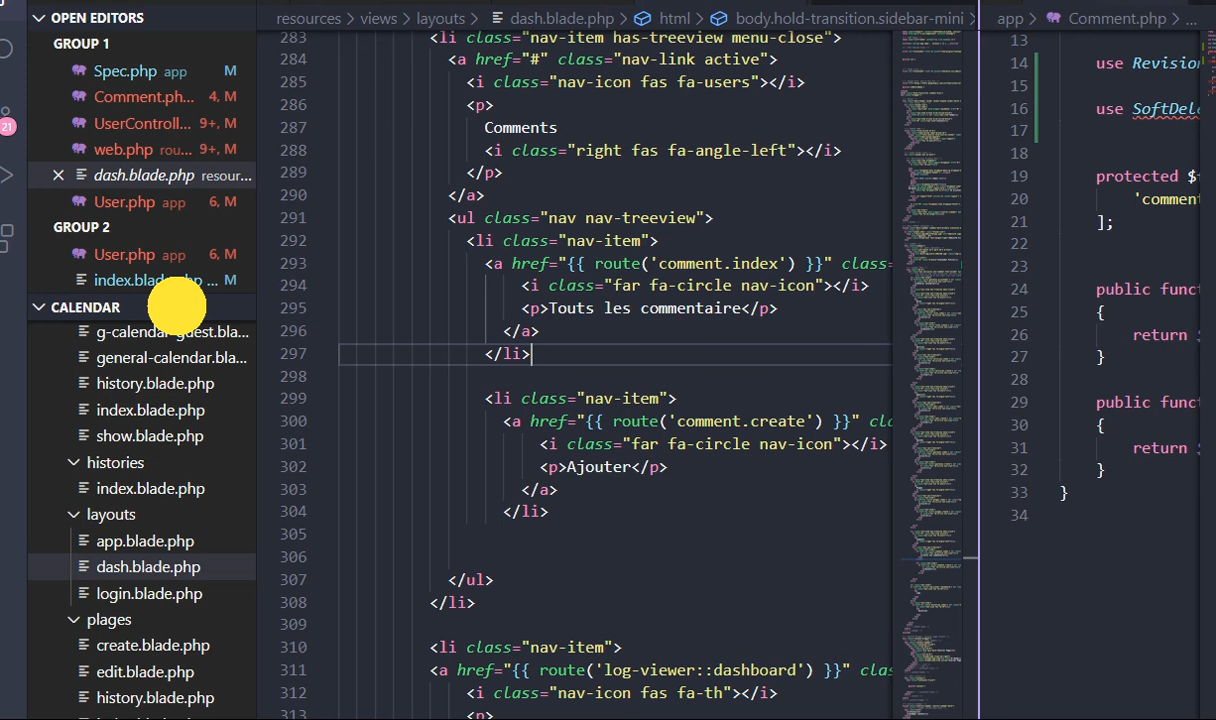 OPEN EDITORS
GROUP 1
Spec.php app M
Comment.ph... 4, M
UserControll... 9+, M
web.php rou... 9+, M
dash.blade.php resour...
User.php app 6, M
GROUP 2
User.php app 6, M
index.blade.php ... M
21
CALENDAR
g-calendar-guest.bla...
general-calendar.bla...
history.blade.php
index.blade.php
show.blade.php
histories
index.blade.php
layouts
app.blade.php
dash.blade.php
login.blade.php
plages
create.blade.php
edit.blade.php
history.blade.php
resources > views > layouts > dash.blade.php > html > body.hold-transition.sidebar-mini >
283 <li class="nav-item has-treeview menu-close">
284 <a href="#" class="nav-link active">
285 <i class="nav-icon fas fa-users"></i>
286 <p>
287 Comments
288 <i class="right fas fa-angle-left"></i>
289 </p>
290 </a>
291 <ul class="nav nav-treeview">
292 <li class="nav-item">
293 <a href="{{ route('comment.index') }}" class=
294 <i class="far fa-circle nav-icon"></i>
295 <p>Touts les commentaire</p>
296 </a>
297 </li>
298
299 <li class="nav-item">
300 <a href="{{ route('comment.create') }}" cla
301 <i class="far fa-circle nav-icon"></i>
302 <p>Ajouter</p>
303 </a>
304 </li>
305
306
307 </ul>
308 </li>
309
310 <li class="nav-item">
311 <a href="{{ route('log-viewer::dashboard') }}" clas
312 <i class="nav-icon fas fa-th"></i>
313 <p>
app > Comment.php > ...
13
14 use Revision
15
16 use SoftDele
17
18
19 protected $
20 'comment
21 ];
22
23
24 public funct
25 {
26 return $
27 }
28
29 public funct
30 {
31 return $
32 }
33 }
34